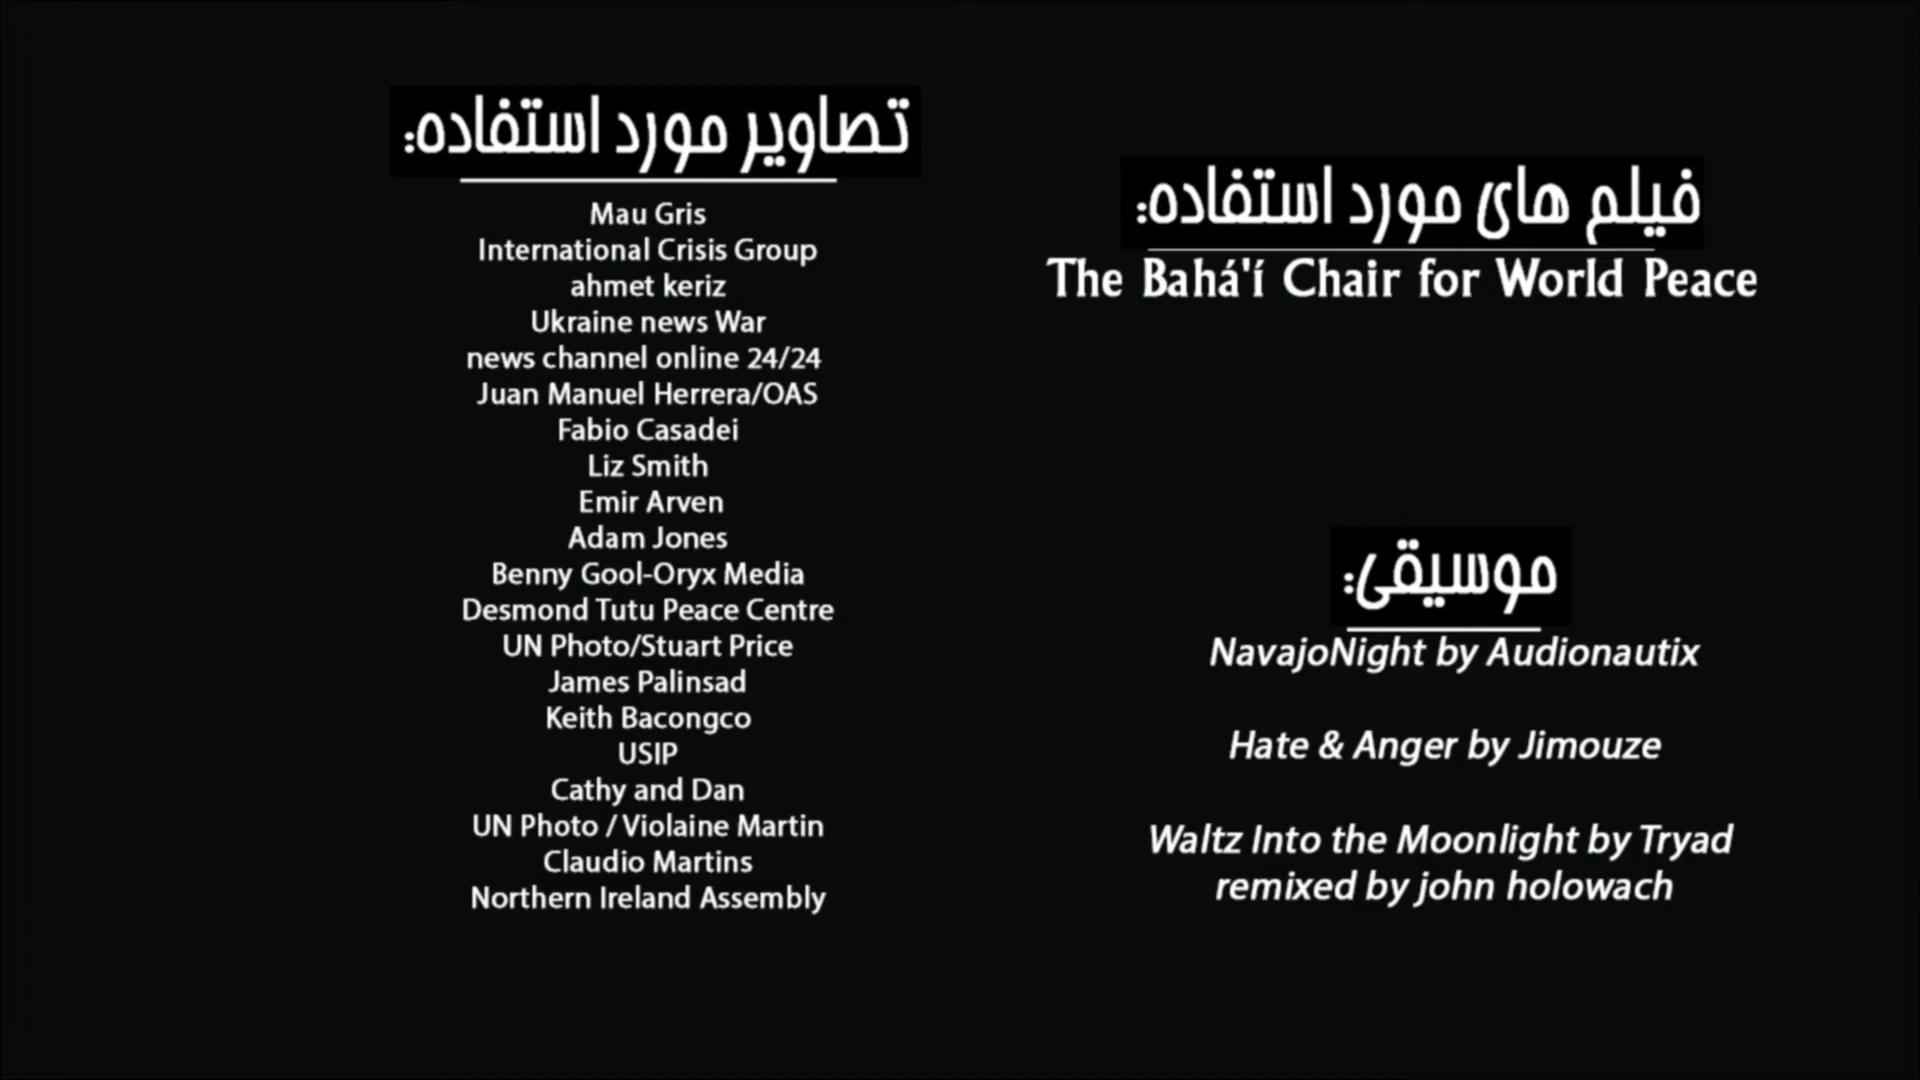 تصاویر مورد استفاده:
Mau Gris
International Crisis Group
ahmet keriz
Ukraine news War
news channel online 24/24
Juan Manuel Herrera/OAS
Fabio Casadei
Liz Smith
Emir Arven
Adam Jones
Benny Gool-Oryx Media
Desmond Tutu Peace Centre
UN Photo/Stuart Price
James Palinsad
Keith Bacongco
USIP
Cathy and Dan
UN Photo / Violaine Martin
Claudio Martins
Northern Ireland Assembly
فیلم های مورد استفاده:
The Bahá'í Chair for World Peace
موسیقی:
NavajoNight by Audionautix
Hate & Anger by Jimouze
Waltz Into the Moonlight by Tryad
remixed by john holowach